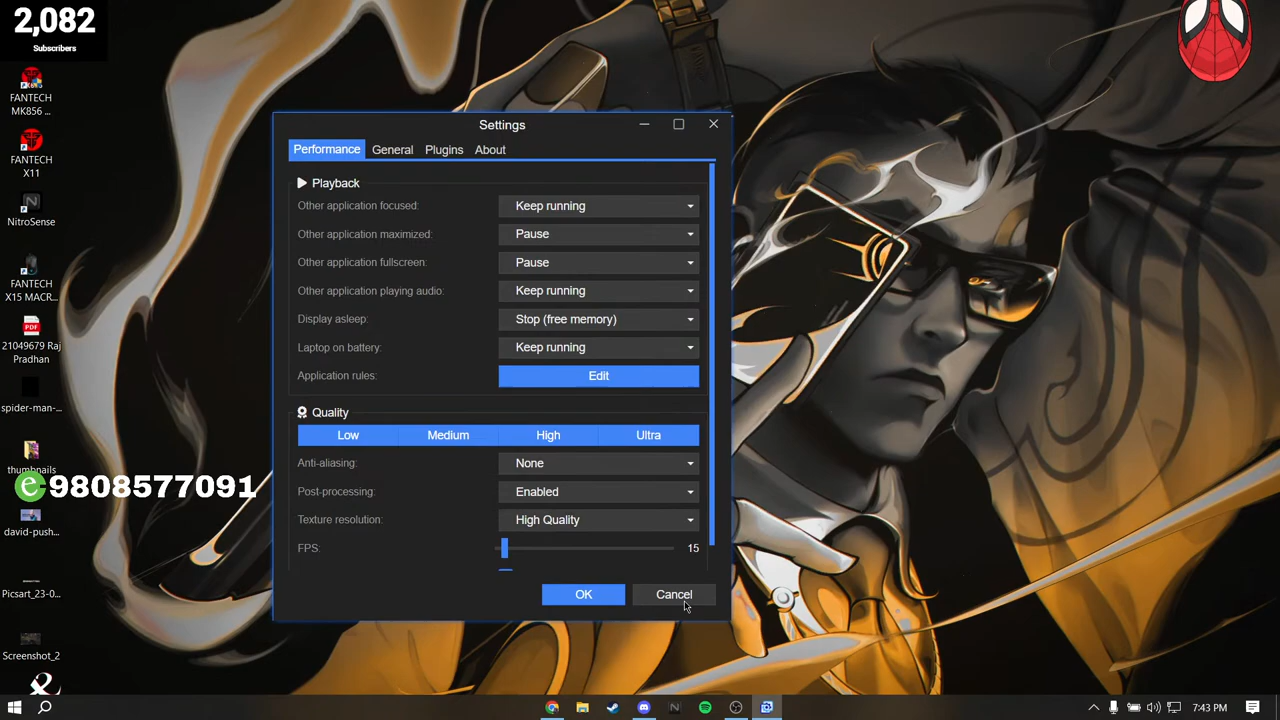 2,082
Subscribers
FANTECH
MK856 ...
FANTECH
X11
NitroSense
FANTECH
X15 MACR...
PDF
21049679 Raj
Pradhan
spider-man-...
thumbnails
e 9808577091
david-push...
Picsart_23-0...
Screenshot_2
Settings
Performance General Plugins About
Playback
Other application focused: Keep running
Other application maximized: Pause
Other application fullscreen: Pause
Other application playing audio: Keep running
Display asleep: Stop (free memory)
Laptop on battery: Keep running
Application rules: Edit
Quality
Low Medium High Ultra
Anti-aliasing: None
Post-processing: Enabled
Texture resolution: High Quality
FPS: 15
OK Cancel
7:43 PM